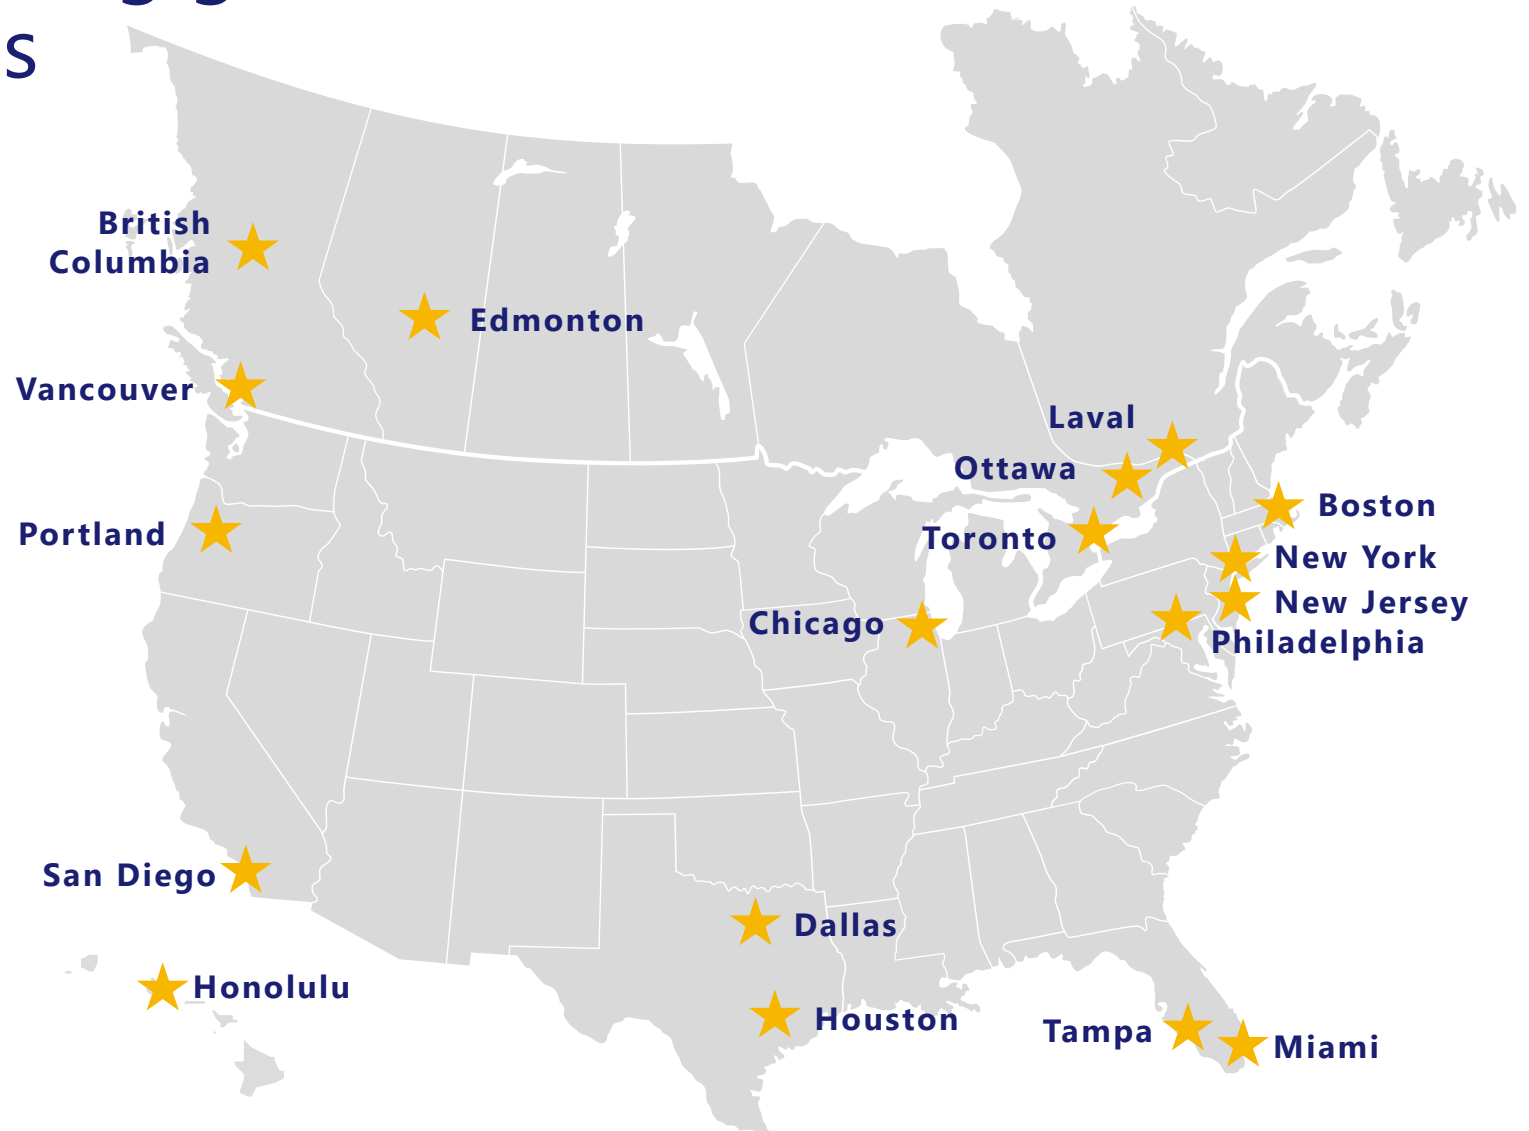 s
British
Columbia
Edmonton
Vancouver
Laval
Ottawa
Boston
Portland
Toronto
New York
New Jersey
Chicago
Philadelphia
San Diego
Dallas
Honolulu
Houston
Tampa
Miami